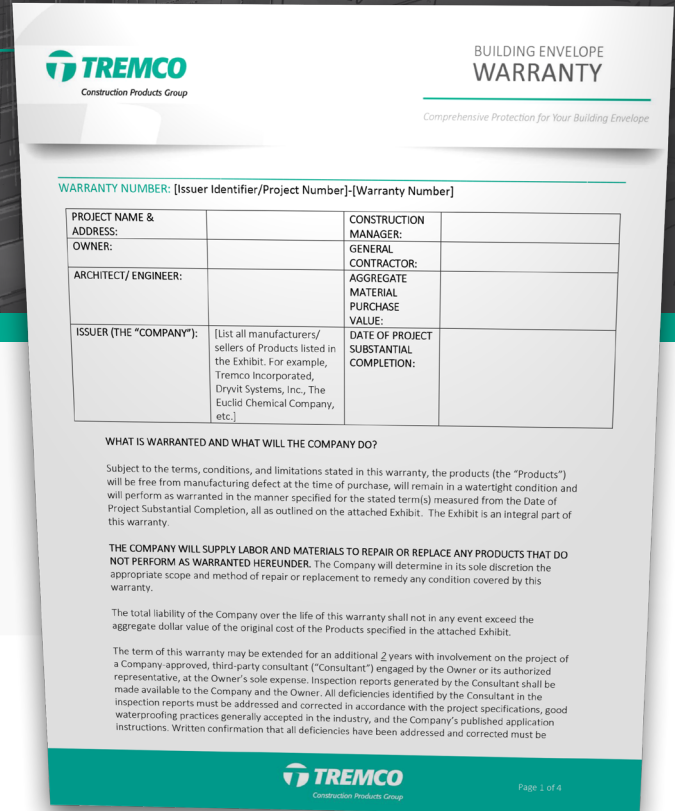 TREMCO
Construction Products Group
BUILDING ENVELOPE
WARRANTY
Comprehensive Protection for Your Building Envelope
WARRANTY NUMBER: [Issuer Identifier/Project Number]-[Warranty Number]
PROJECT NAME &
ADDRESS:
CONSTRUCTION
MANAGER:
OWNER:
GENERAL
CONTRACTOR:
ARCHITECT/ ENGINEER:
AGGREGATE
MATERIAL
PURCHASE
VALUE:
ISSUER (THE “COMPANY”):
[List all manufacturers/
sellers of Products listed in
the Exhibit. For example,
Tremco Incorporated,
Dryvit Systems, Inc., The
Euclid Chemical Company,
etc.]
DATE OF PROJECT
SUBSTANTIAL
COMPLETION:
WHAT IS WARRANTED AND WHAT WILL THE COMPANY DO?
Subject to the terms, conditions, and limitations stated in this warranty, the products (the “Products”)
will be free from manufacturing defect at the time of purchase, will remain in a watertight condition and
will perform as warranted in the manner specified for the stated term(s) measured from the Date of
Project Substantial Completion, all as outlined on the attached Exhibit. The Exhibit is an integral part of
this warranty.
THE COMPANY WILL SUPPLY LABOR AND MATERIALS TO REPAIR OR REPLACE ANY PRODUCTS THAT DO
NOT PERFORM AS WARRANTED HEREUNDER. The Company will determine in its sole discretion the
appropriate scope and method of repair or replacement to remedy any condition covered by this
warranty.
The total liability of the Company over the life of this warranty shall not in any event exceed the
aggregate dollar value of the original cost of the Products specified in the attached Exhibit.
The term of this warranty may be extended for an additional 2 years with involvement on the project of
a Company-approved, third-party consultant (“Consultant”) engaged by the Owner or its authorized
representative, at the Owner’s sole expense. Inspection reports generated by the Consultant shall be
made available to the Company and the Owner. All deficiencies identified by the Consultant in the
inspection reports must be addressed and corrected in accordance with the project specifications, good
waterproofing practices generally accepted in the industry, and the Company’s published application
instructions. Written confirmation that all deficiencies have been addressed and corrected must be
TREMCO
Construction Products Group
Page 1 of 4